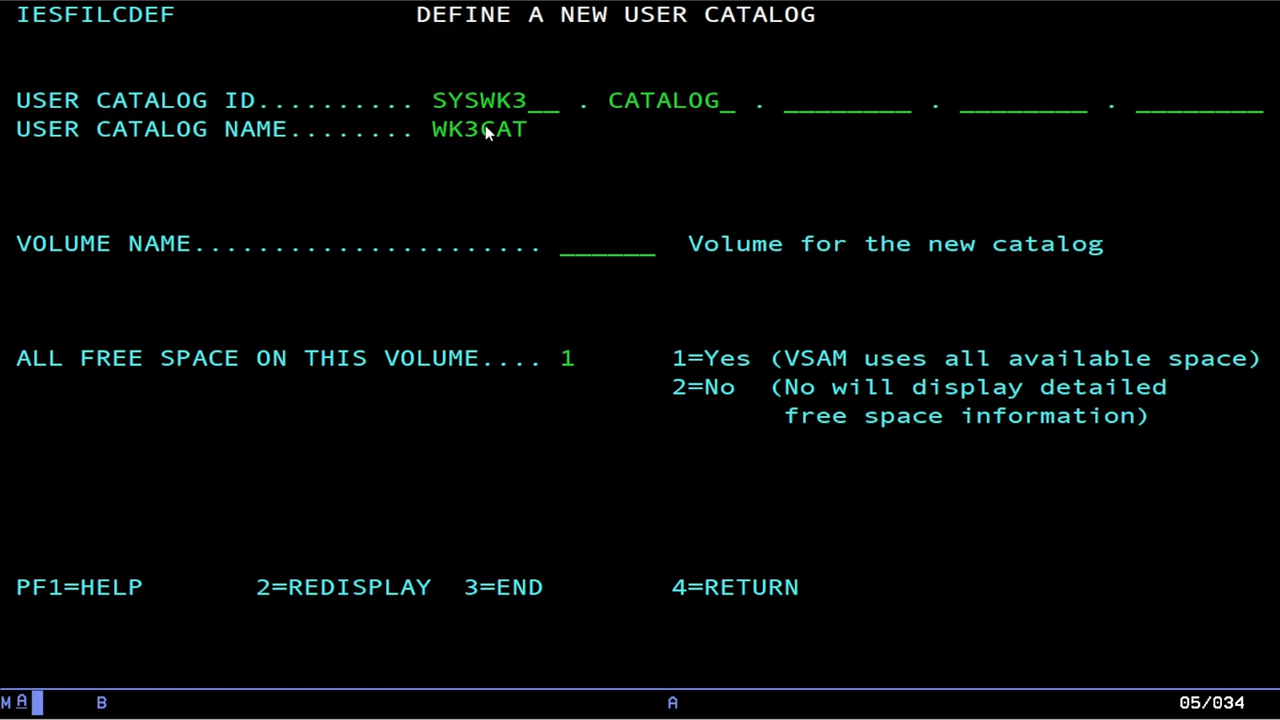 IESFILCDEF DEFINE A NEW USER CATALOG
USER CATALOG ID.......... SYSWK3__ . CATALOG_ . ________ . ________ . ________
USER CATALOG NAME........ WK3CAT
VOLUME NAME...................... ______ Volume for the new catalog
ALL FREE SPACE ON THIS VOLUME.... 1 1=Yes (VSAM uses all available space)
2=No (No will display detailed
free space information)
PF1=HELP 2=REDISPLAY 3=END 4=RETURN
M A B A 05/034